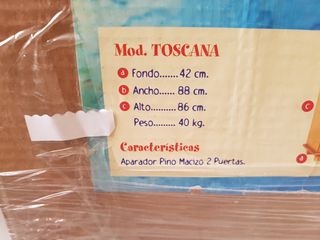 Mod. TOSCANA
a Fondo.......42 cm.
b Ancho......88 cm.
c Alto..........86 cm.
Peso.........40 kg.
c
a
Características
Aparador Pino Macizo 2 Puertas.